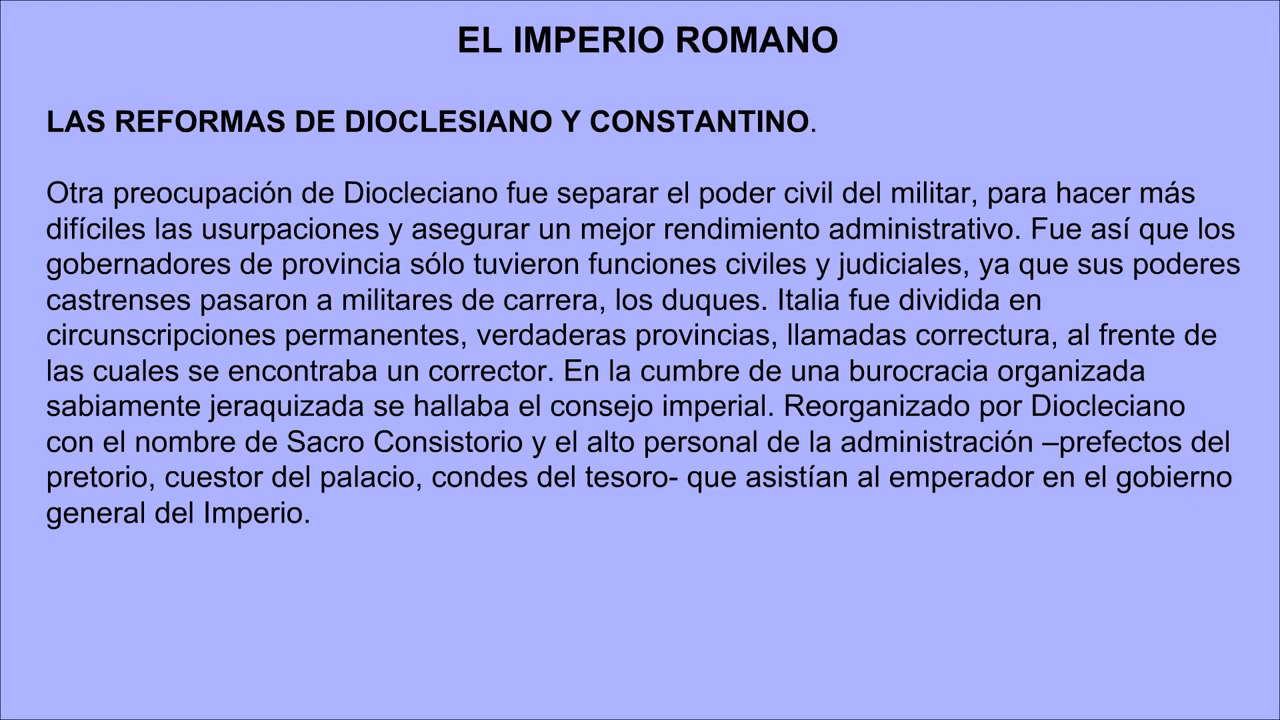 EL IMPERIO ROMANO
LAS REFORMAS DE DIOCLESIANO Y CONSTANTINO.
Otra preocupación de Diocleciano fue separar el poder civil del militar, para hacer más
difíciles las usurpaciones y asegurar un mejor rendimiento administrativo. Fue así que los
gobernadores de provincia sólo tuvieron funciones civiles y judiciales, ya que sus poderes
castrenses pasaron a militares de carrera, los duques. Italia fue dividida en
circunscripciones permanentes, verdaderas provincias, llamadas correctura, al frente de
las cuales se encontraba un corrector. En la cumbre de una burocracia organizada
sabiamente jeraquizada se hallaba el consejo imperial. Reorganizado por Diocleciano
con el nombre de Sacro Consistorio y el alto personal de la administración –prefectos del
pretorio, cuestor del palacio, condes del tesoro- que asistían al emperador en el gobierno
general del Imperio.